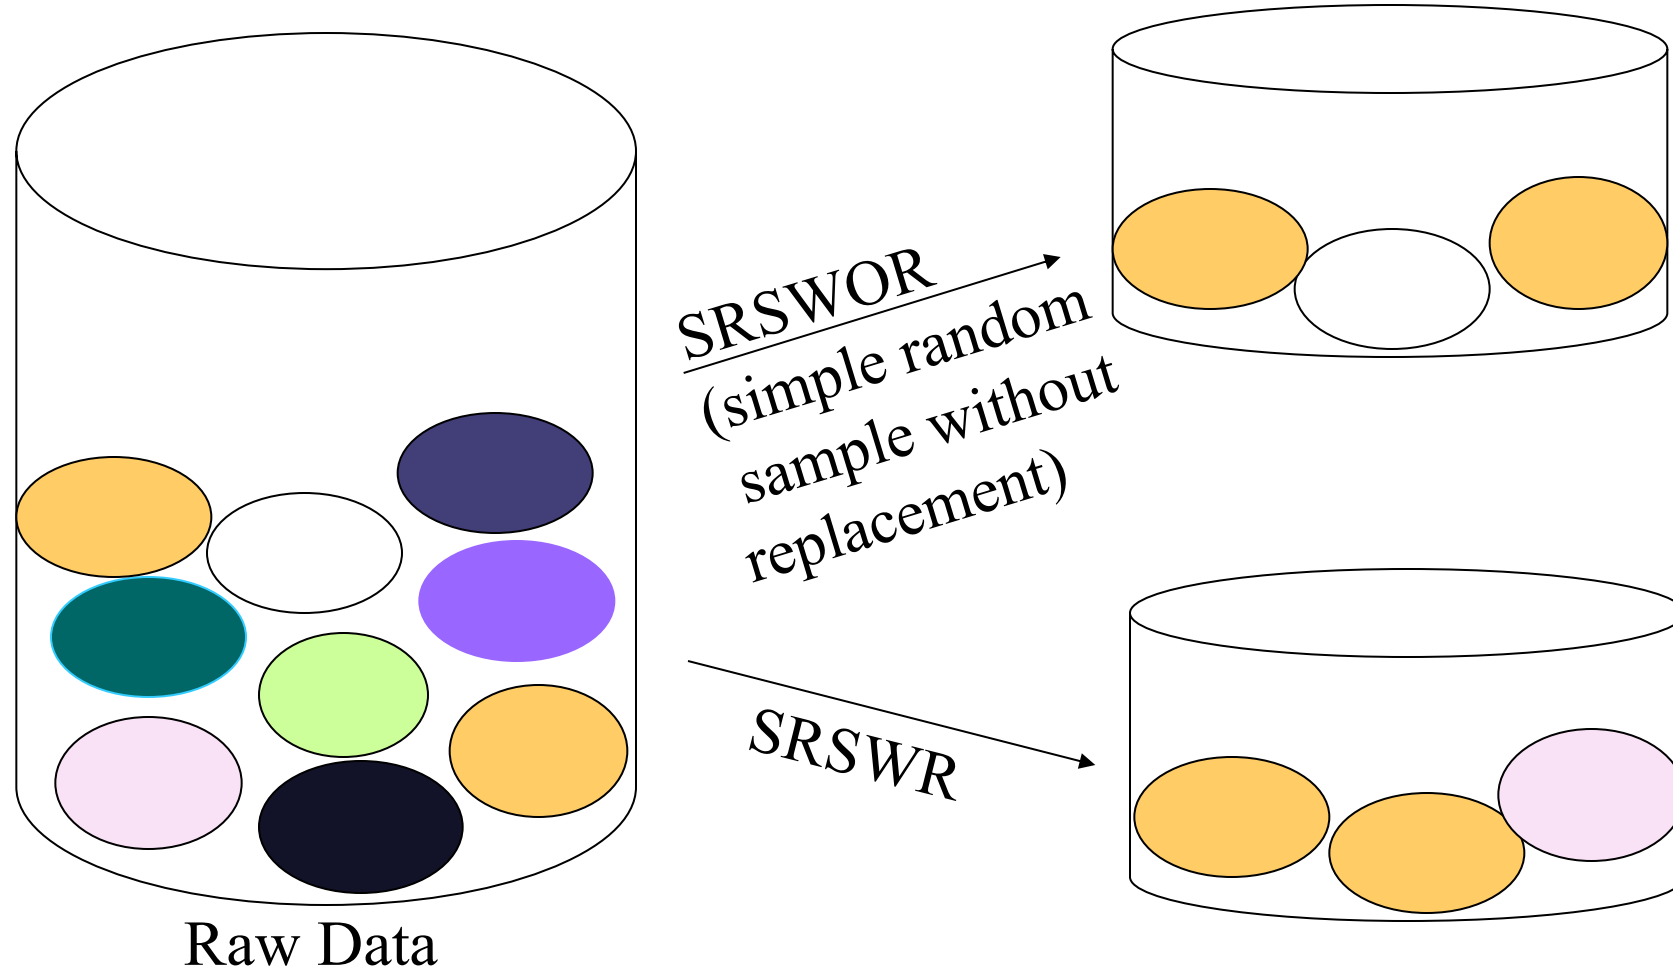 SRSWOR
(simple random
sample without
replacement)
SRSWR
Raw Data